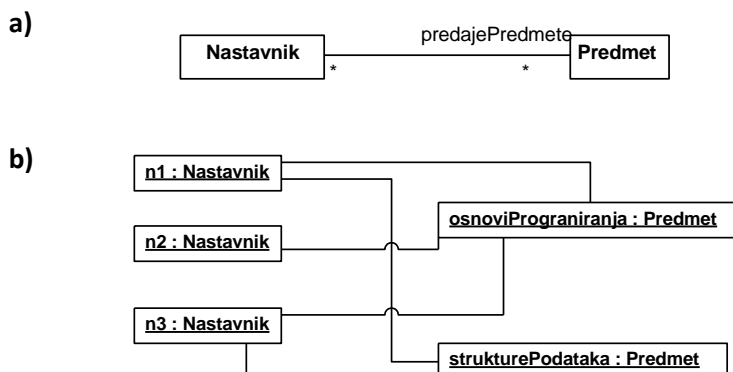 a)
predajePredmete
Nastavnik
Predmet
*
*
b)
n1 : Nastavnik
osnoviPrograniranja : Predmet
n2 : Nastavnik
n3 : Nastavnik
strukturePodataka : Predmet